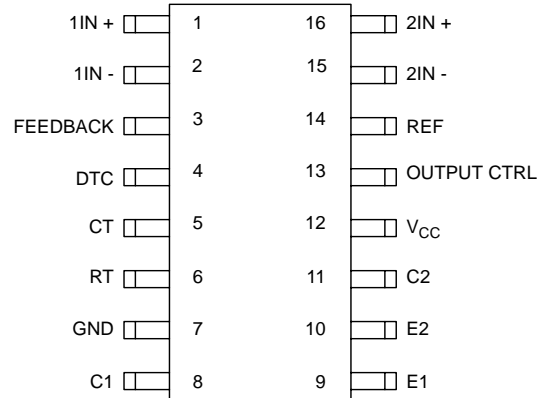 1IN + 1 16 2IN +
1IN - 2 15 2IN -
FEEDBACK 3 14 REF
DTC 4 13 OUTPUT CTRL
CT 5 12 VCC
RT 6 11 C2
GND 7 10 E2
C1 8 9 E1